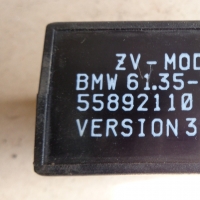 ZV-MOD
BMW 61.35-
55892110
VERSION 3